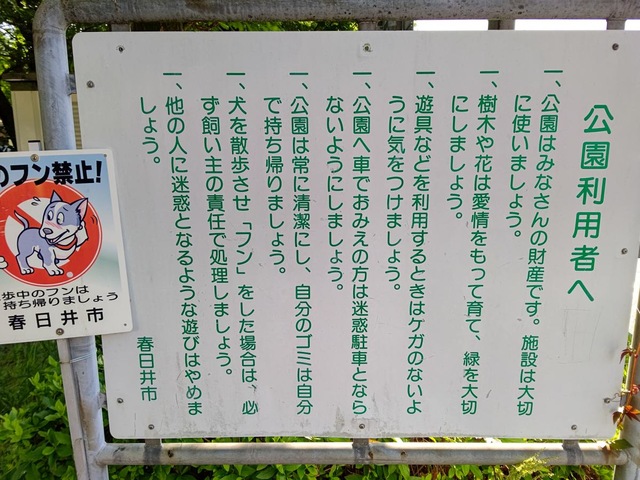 公園利用者へ
一、公園はみなさんの財産です。施設は大切
に使いましょう。
一、樹木や花は愛情をもって育て、緑を大切
にしましょう。
一、遊具などを利用するときはケガのないよ
うに気をつけましょう。
一、公園へ車でおみえの方は迷惑駐車となら
ないようにしましょう。
一、公園は常に清潔にし、自分のゴミは自分
で持ち帰りましょう。
一、犬を散歩させ「フン」をした場合は、必
ず飼い主の責任で処理しましょう。
一、他の人に迷惑となるような遊びはやめま
しょう。
春日井市
のフン禁止!
歩中のフンは
持ち帰りましょう
春日井市